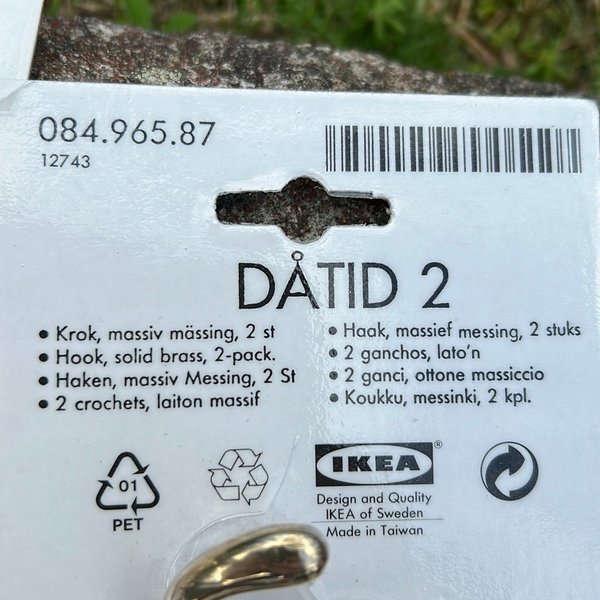 084.965.87
12743
DÅTID 2
• Krok, massiv mässing, 2 st
• Hook, solid brass, 2-pack.
• Haken, massiv Messing, 2 St
• 2 crochets, laiton massif
• Haak, massief messing, 2 stuks
• 2 ganchos, lato'n
• 2 ganci, ottone massiccio
• Koukku, messinki, 2 kpl.
01
PET
IKEA®
Design and Quality
IKEA of Sweden
Made in Taiwan